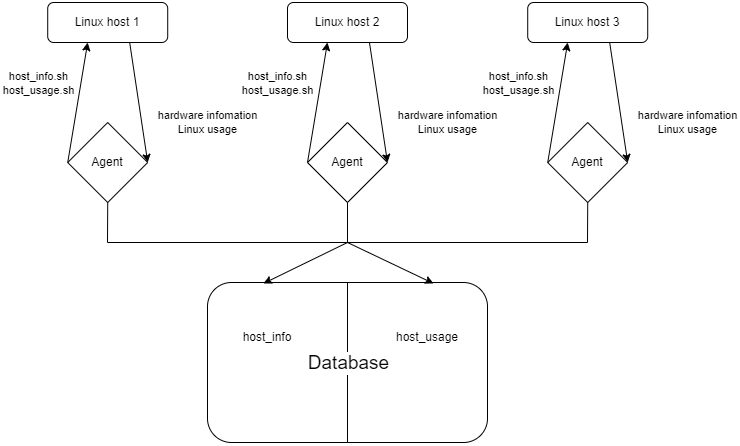 Linux host 1
Linux host 2
Linux host 3
host_info.sh
host_usage.sh
host_info.sh
host_usage.sh
host_info.sh
host_usage.sh
hardware infomation
Linux usage
hardware infomation
Linux usage
hardware infomation
Linux usage
Agent
Agent
Agent
host_info
host_usage
Database